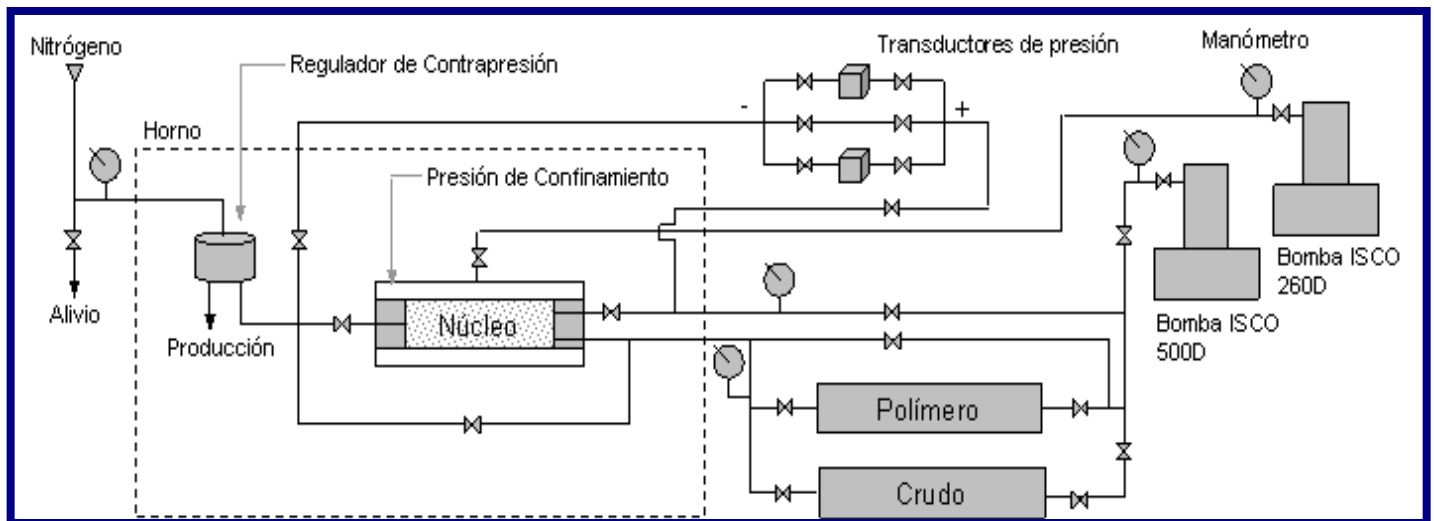 Nitrógeno
Regulador de Contrapresión
Transductores de presión
Manómetro
Horno
-
+
Presión de Confinamiento
Alivio
Producción
Núcleo
Bomba ISCO
260D
Bomba ISCO
500D
Polímero
Crudo